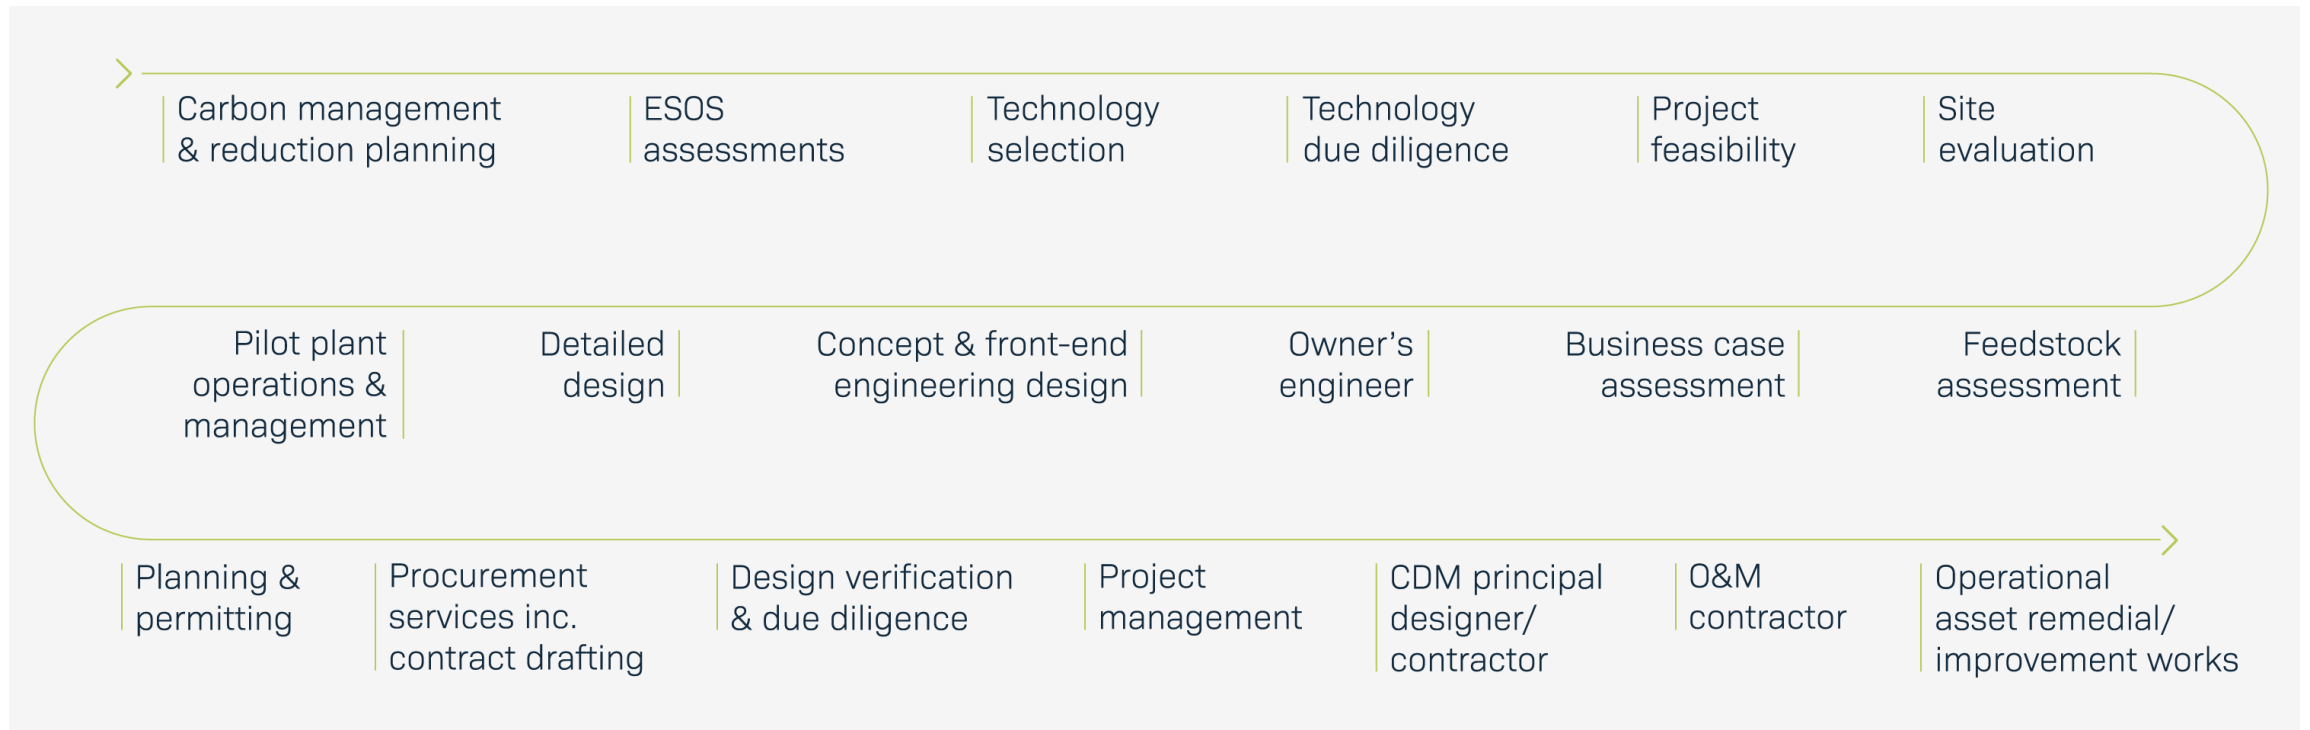 Carbon management
& reduction planning
ESOS
assessments
Technology
selection
Technology
due diligence
Project
feasibility
Site
evaluation
Feedstock
assessment
Business case
assessment
Owner’s
engineer
Concept & front-end
engineering design
Detailed
design
Pilot plant
operations &
management
Planning &
permitting
Procurement
services inc.
contract drafting
Design verification
& due diligence
Project
management
CDM principal
designer/
contractor
O&M
contractor
Operational
asset remedial/
improvement works